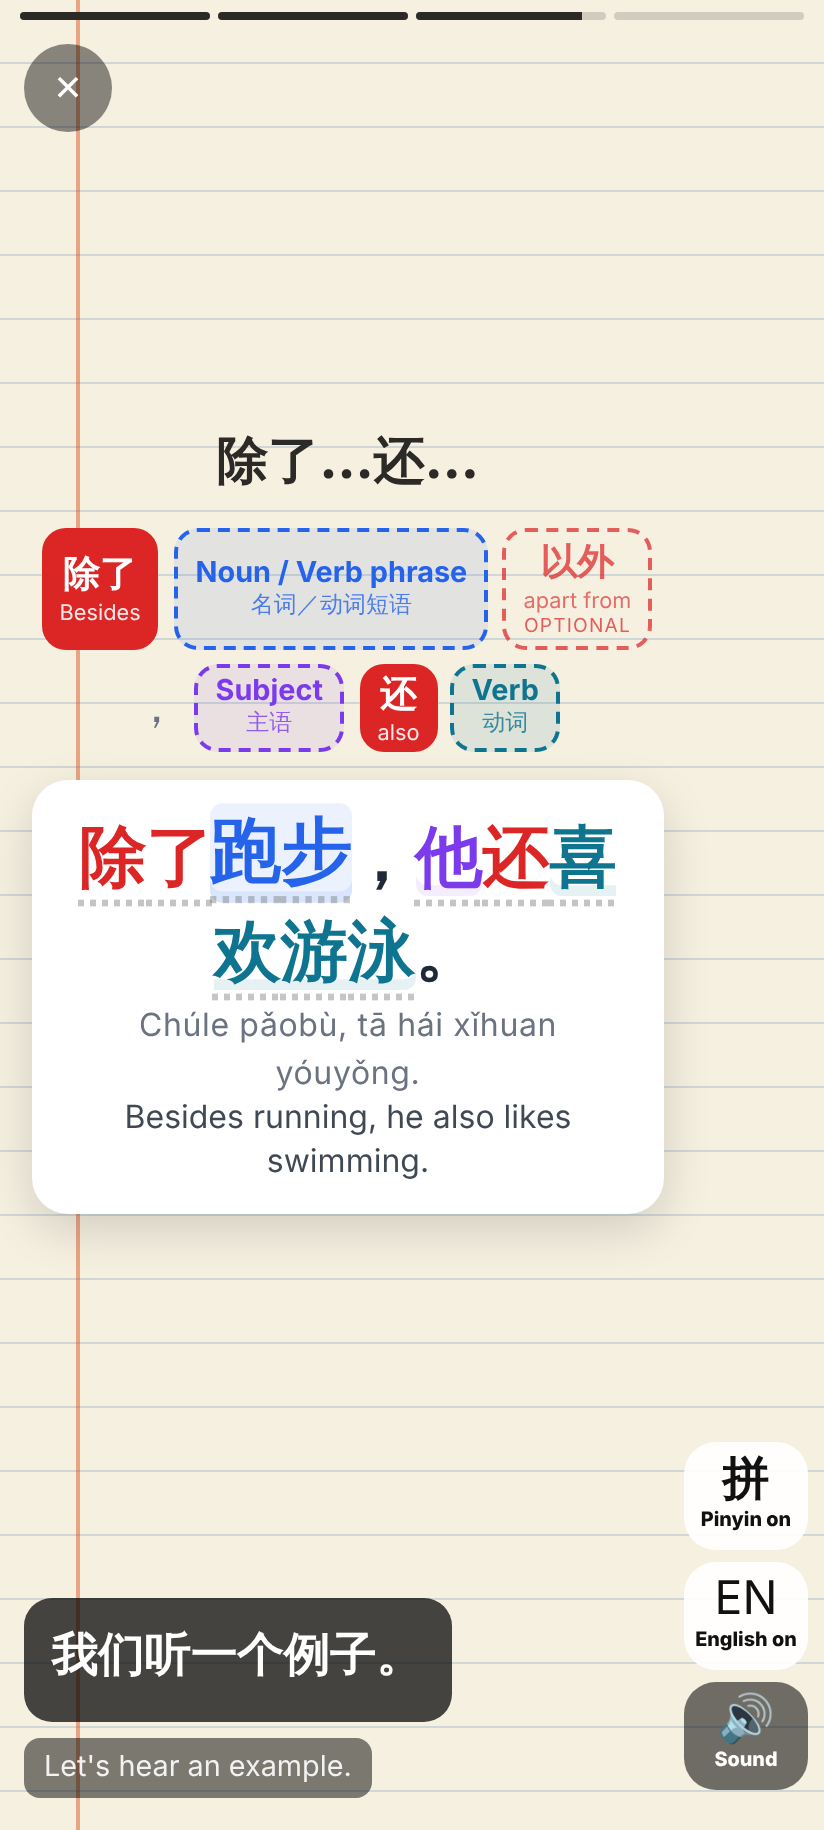 ×
除了...还...
除了
Besides
Noun / Verb phrase
名词／动词短语
以外
apart from
OPTIONAL
，
Subject
主语
还
also
Verb
动词
除了跑步，他还喜
欢游泳。
Chúle pǎobù, tā hái xǐhuan
yóuyǒng.
Besides running, he also likes
swimming.
拼
Pinyin on
EN
English on
我们听一个例子。
Let's hear an example.
Sound